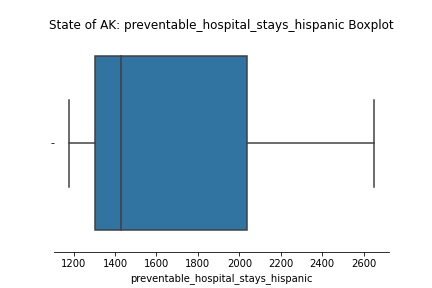 State of AK: preventable_hospital_stays_hispanic Boxplot
-
1200 1400 1600 1800 2000 2200 2400 2600
preventable_hospital_stays_hispanic